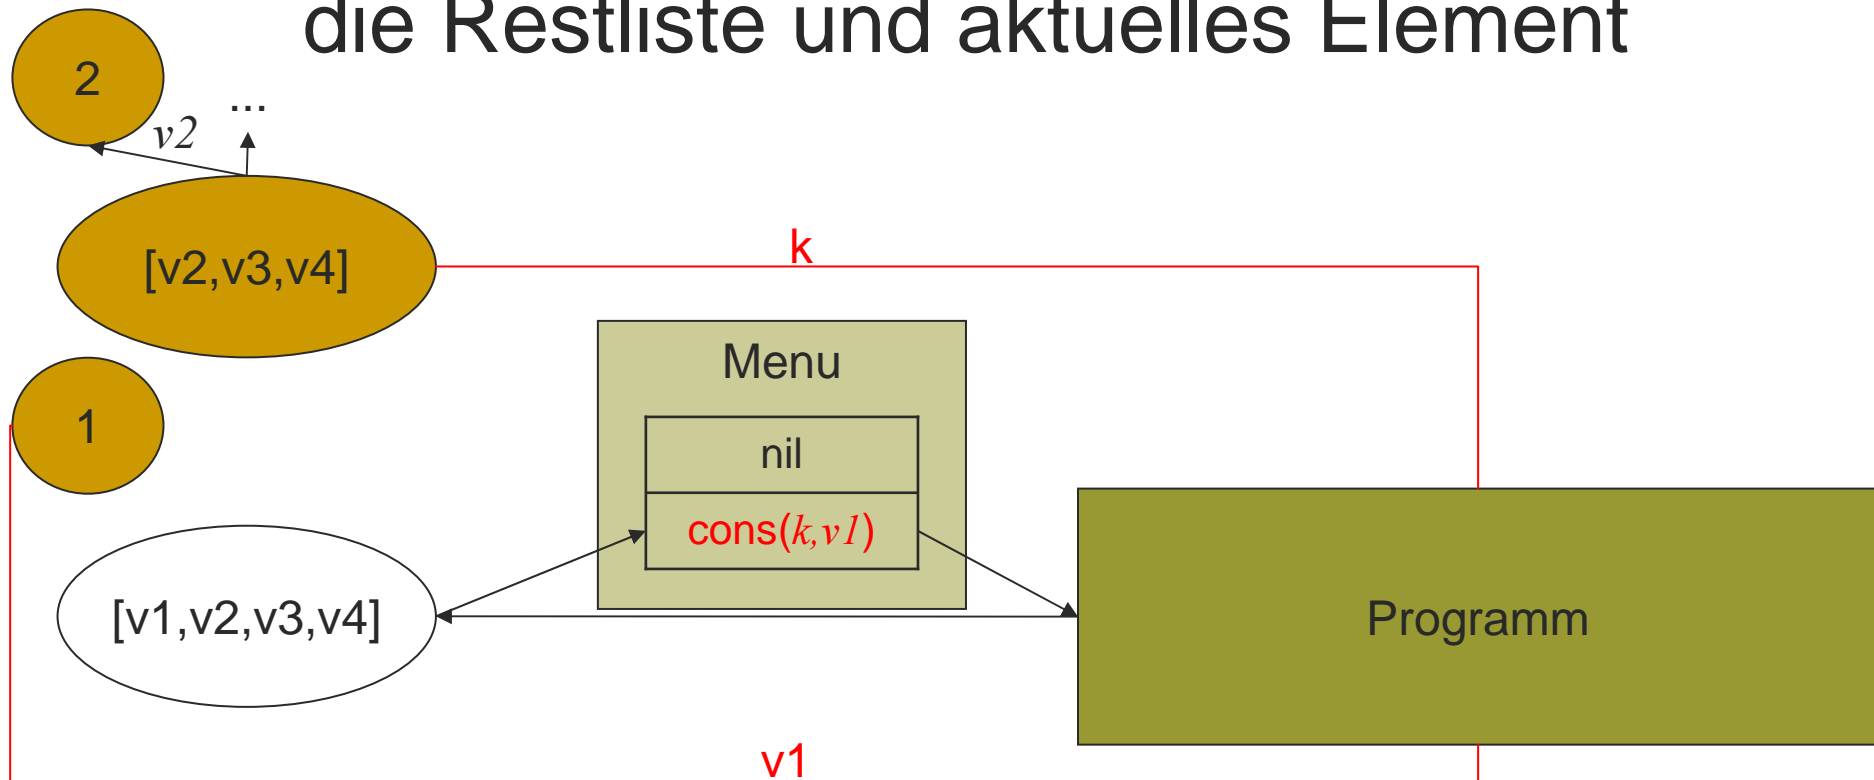 die Restliste und aktuelles Element
2
...
v2
[v2,v3,v4]
k
Menu
1
nil
cons(k,v1)
[v1,v2,v3,v4]
Programm
v1